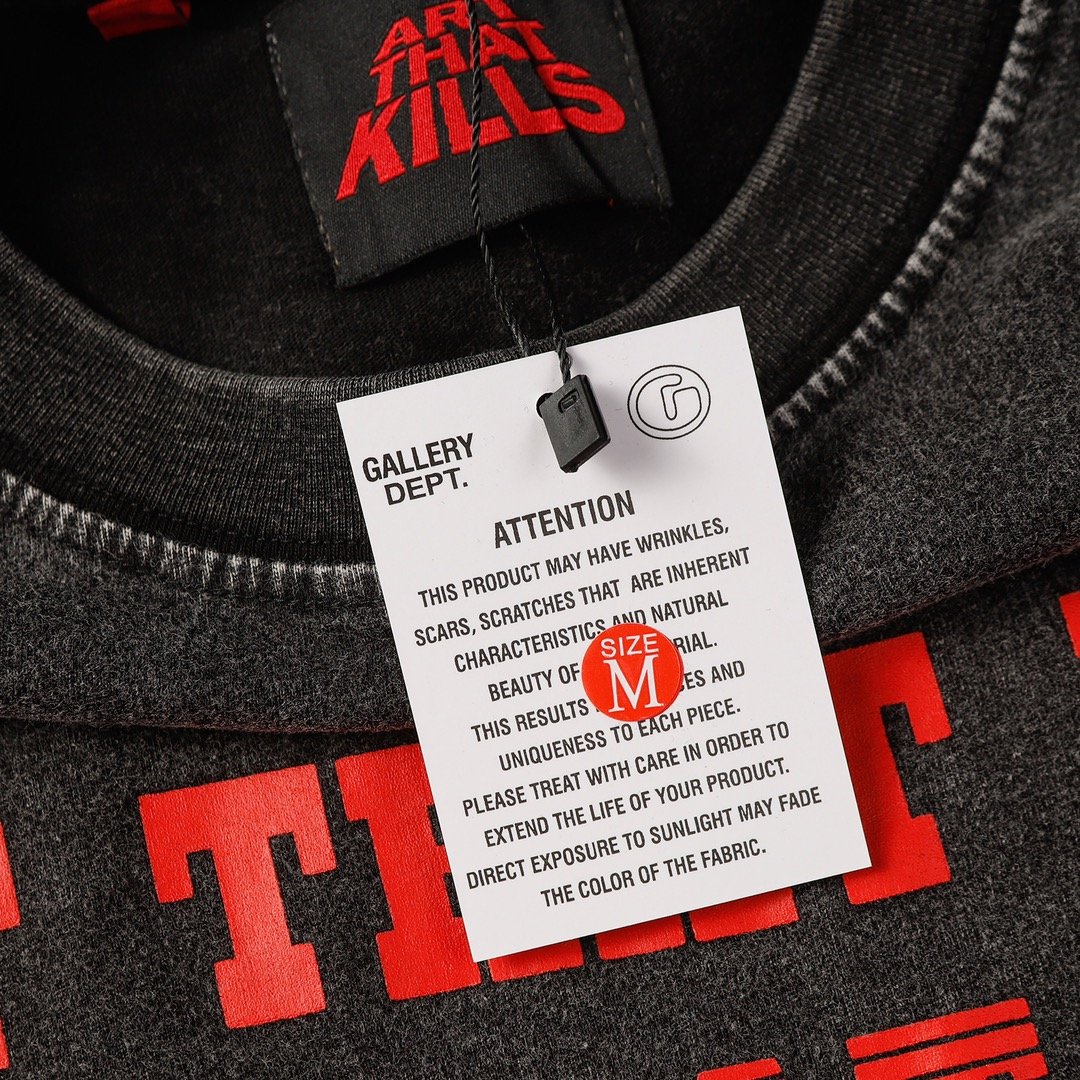 ART
THAT
KILLS
GALLERY
DEPT.
ATTENTION
THIS PRODUCT MAY HAVE WRINKLES,
SCARS, SCRATCHES THAT ARE INHERENT
CHARACTERISTICS AND NATURAL
BEAUTY OF
SIZE
M
THIS RESULTS AND
UNIQUENESS TO EACH PIECE.
PLEASE TREAT WITH CARE IN ORDER TO
EXTEND THE LIFE OF YOUR PRODUCT.
DIRECT EXPOSURE TO SUNLIGHT MAY FADE
THE COLOR OF THE FABRIC.